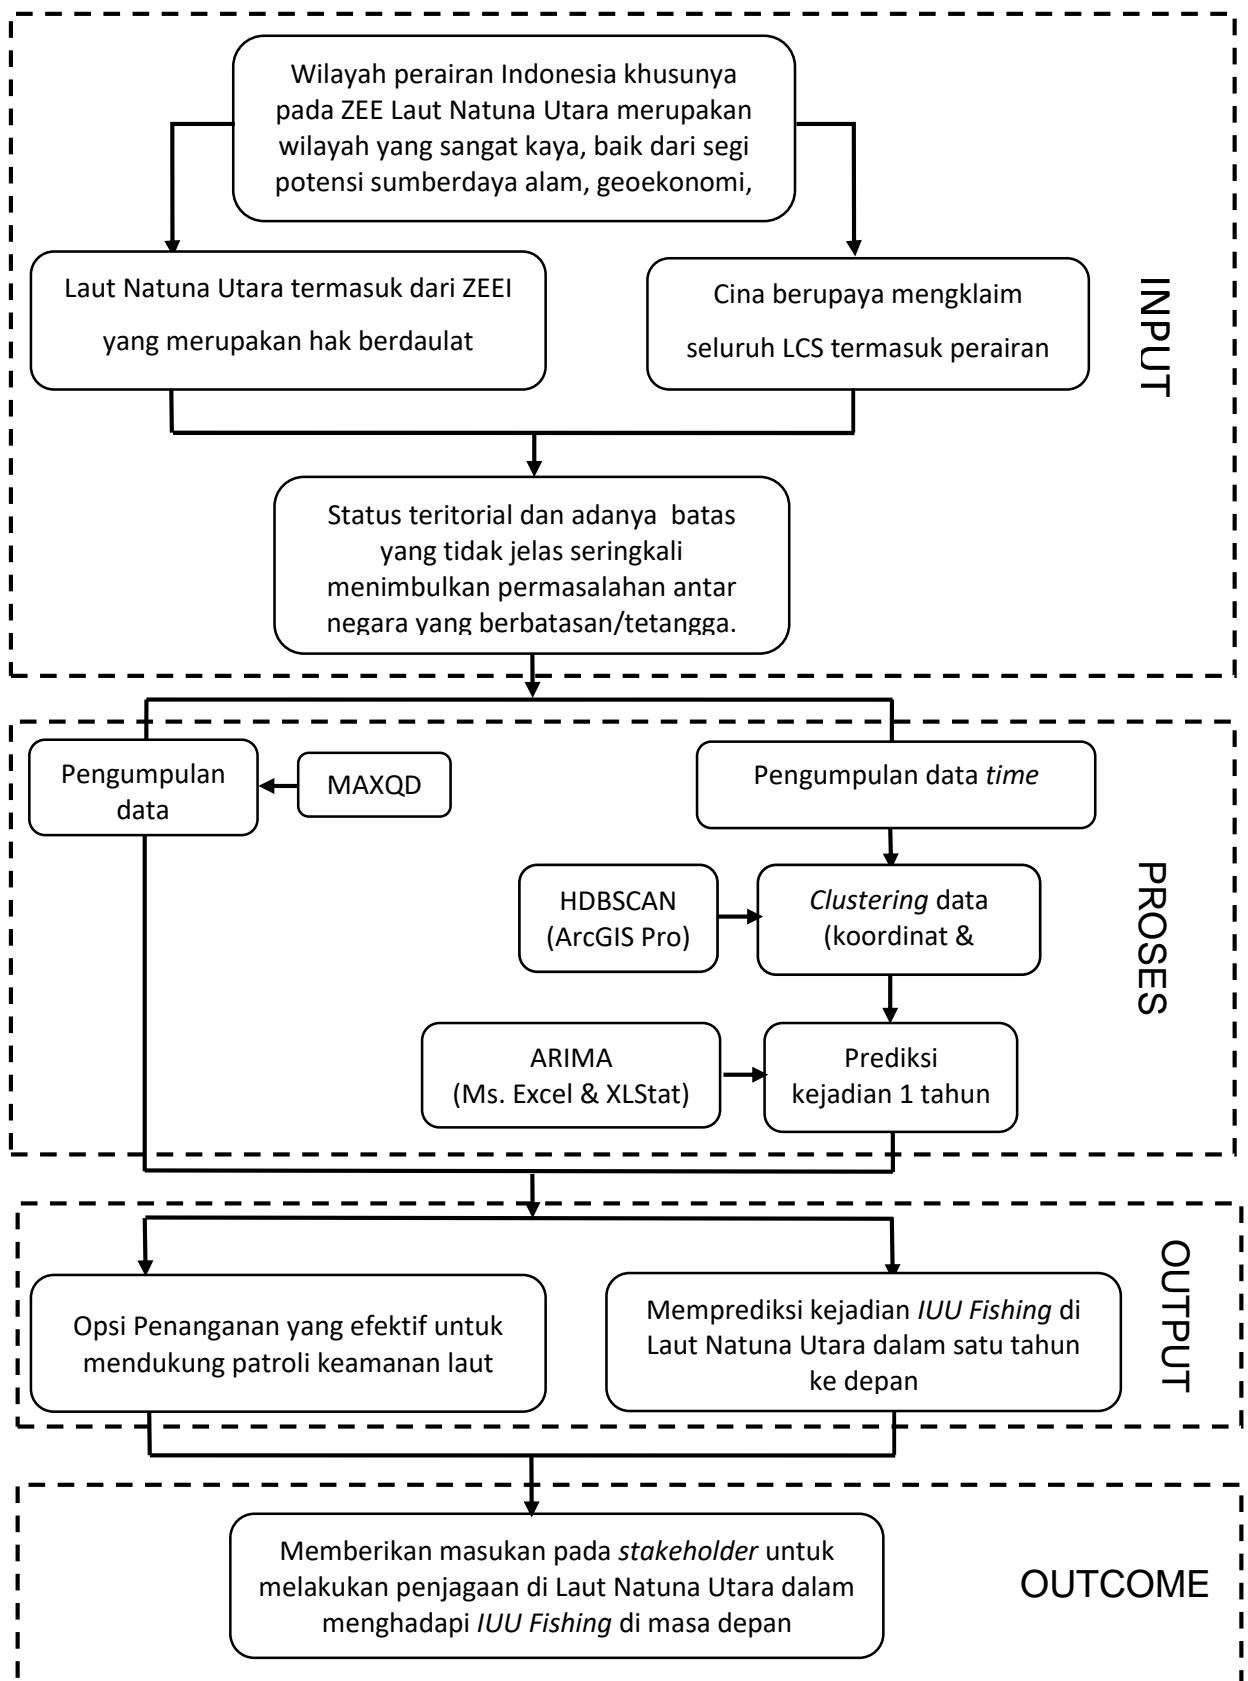 Wilayah perairan Indonesia khusunya
pada ZEE Laut Natuna Utara merupakan
wilayah yang sangat kaya, baik dari segi
potensi sumberdaya alam, geoekonomi,
Laut Natuna Utara termasuk dari ZEEI
yang merupakan hak berdaulat
Cina berupaya mengklaim
seluruh LCS termasuk perairan
INPUT
Status teritorial dan adanya batas
yang tidak jelas seringkali
menimbulkan permasalahan antar
negara yang berbatasan/tetangga.
Pengumpulan
data
MAXQD
Pengumpulan data time
HDBSCAN
(ArcGIS Pro)
Clustering data
(koordinat &
PROSES
ARIMA
(Ms. Excel & XLStat)
Prediksi
kejadian 1 tahun
Opsi Penanganan yang efektif untuk
mendukung patroli keamanan laut
Memprediksi kejadian IUU Fishing di
Laut Natuna Utara dalam satu tahun
ke depan
OUTPUT
Memberikan masukan pada stakeholder untuk
melakukan penjagaan di Laut Natuna Utara dalam
menghadapi IUU Fishing di masa depan
OUTCOME